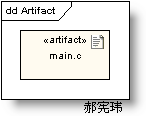 dd Artifact
«artifact»
main.c
郝宪玮